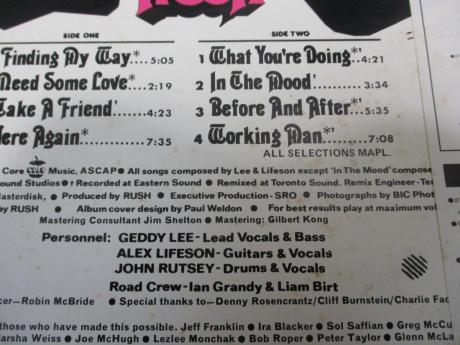 SIDE ONE
Finding My Way*....5:05
Need Some Love*....2:19
Take A Friend'......4:23
Here Again*.........7:35
SIDE TWO
1 What You're Doing*'..4:21
2 In The Mood'..........3:34
3 Before And After*'....5:35
4 Working Man*'.........7:08
ALL SELECTIONS MAPL.
Core Music, ASCAP ● All songs composed by Lee & Lifeson except 'In The Mood' compose
ound Studios ● ! Recorded at Eastern Sound ● Remixed at Toronto Sound. Remix Engineer-Te
asterdisk, ● Produced by RUSH ● Executive Production-SRO ● Photographs by BIC Phot
by RUSH ● Album cover design by Paul Weldon ● For best results play at maximum vol
Mastering Consultant Jim Shelton ● Mastering: Gilbert Kong
Personnel: GEDDY LEE- Lead Vocals & Bass
ALEX LIFESON- Guitars & Vocals
JOHN RUTSEY- Drums & Vocals
Road Crew-Ian Grandy & Liam Birt
cer—Robin McBride ● Special thanks to—Denny Rosencrantz/Cliff Burnstein/Charlie Fac
those who have made this possible. Jeff Franklin ● Ira Blacker ● Sol Saffian ● Greg McCu
arsha Weiss ● Joe McHugh ● Lezlee Monchak ● Bob Roper ● Peter Taylor ● Glenn McLa